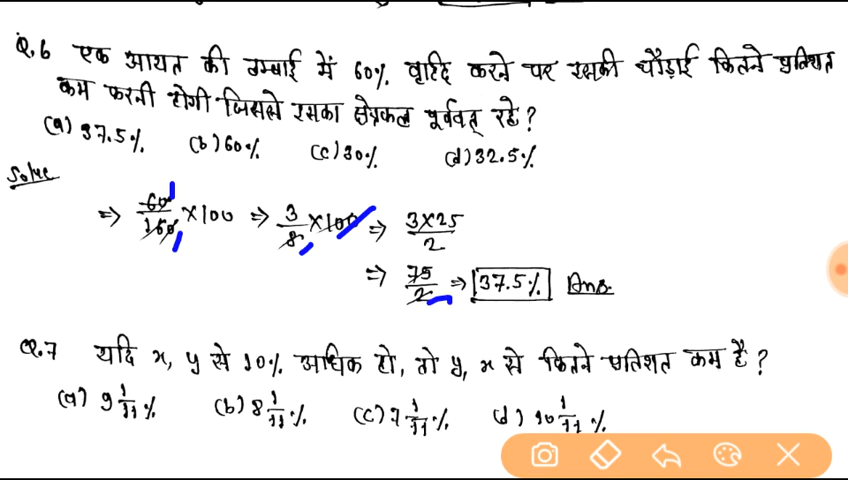 Q.6 एक आयत की लम्बाई में 60% वृद्दि करने पर उसकी चौड़ाई कितने प्रतिशत
कम करनी होगी जिससे उसका क्षेत्रफल पूर्ववत् रहे?
(a) 37.5% (b) 60% (c) 30% (d) 32.5%
Solve
⇒ 60/160 × 100 ⇒ 3/8 × 100 ⇒ 3×25/2
⇒ 75/2 ⇒ 37.5% Ans.
Q.7 यदि x, y से 10% अधिक हो, तो y, x से कितने प्रतिशत कम है?
(a) 9 1/11% (b) 8 1/11% (c) 7 1/11% (d) 10 1/11%